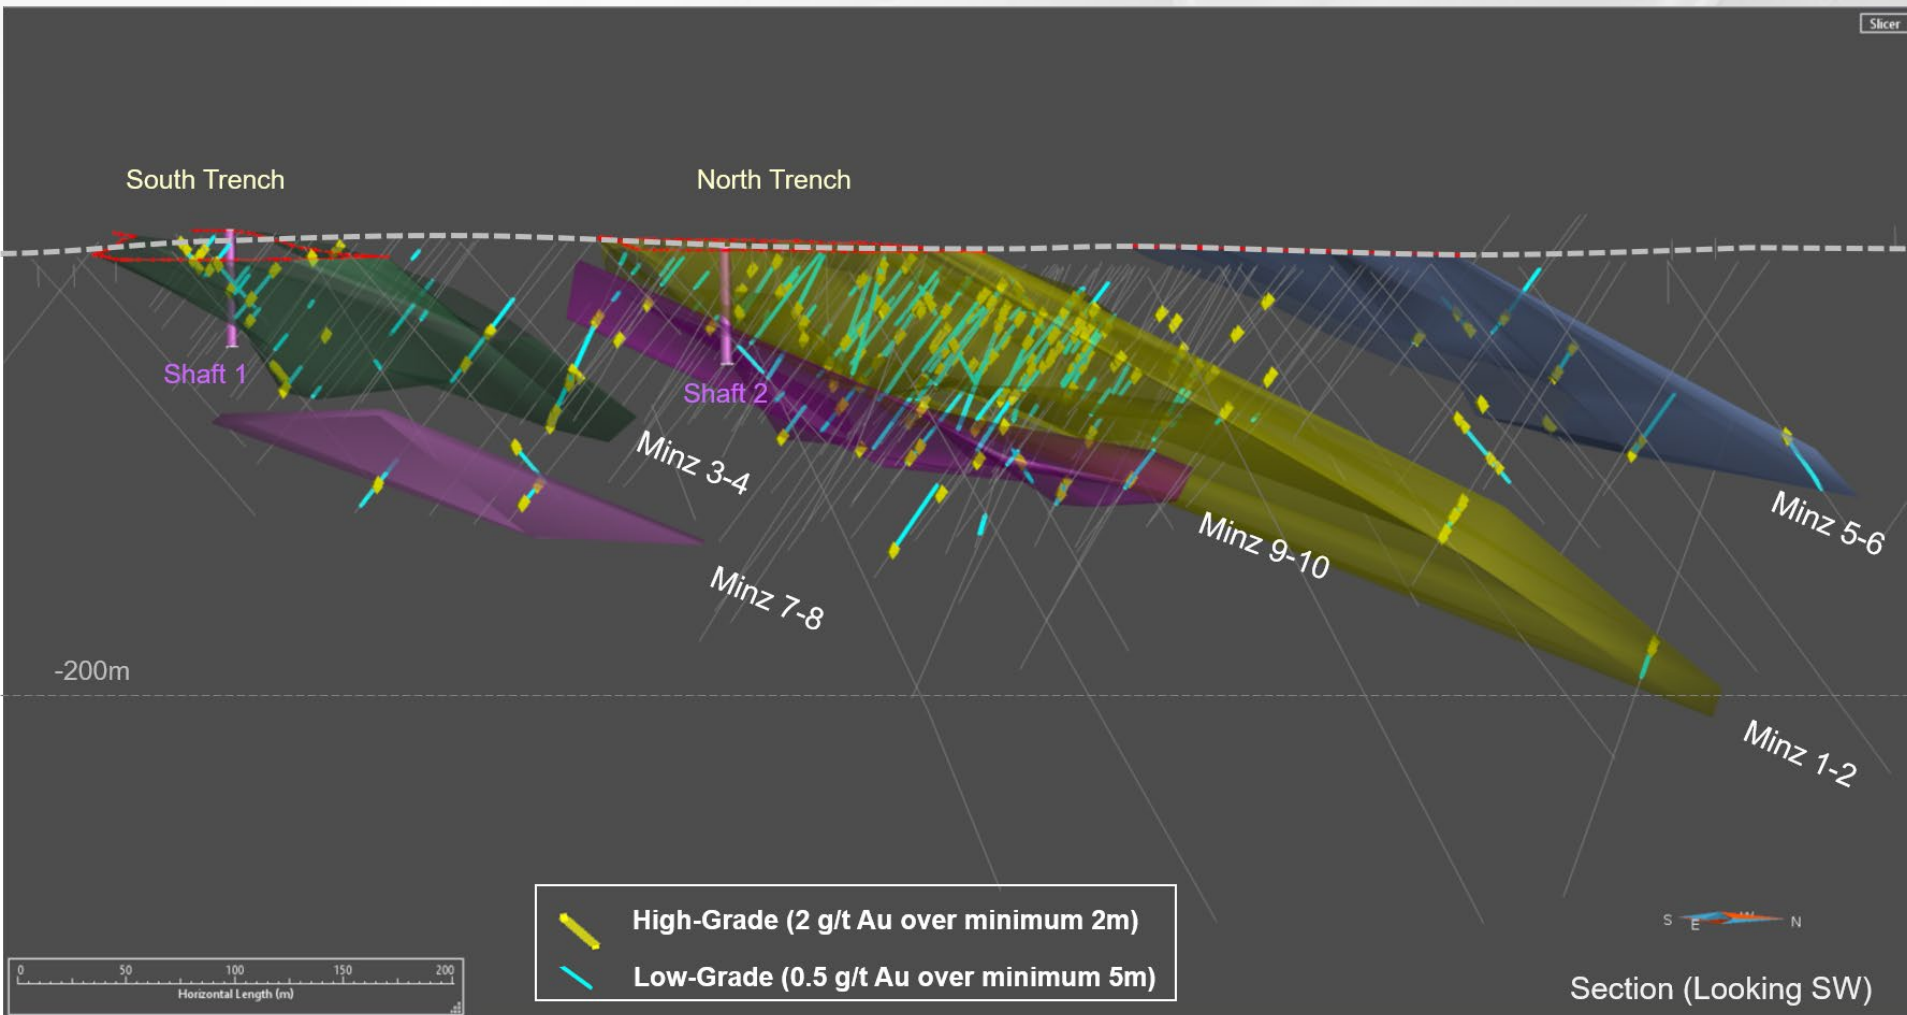 Slicer
South Trench
North Trench
Shaft 1
Shaft 2
Minz 3-4
Minz 5-6
Minz 9-10
Minz 7-8
-200m
Minz 1-2
High-Grade (2 g/t Au over minimum 2m)
Low-Grade (0.5 g/t Au over minimum 5m)
S E W N
0 50 100 150 200
Horizontal Length (m)
Section (Looking SW)